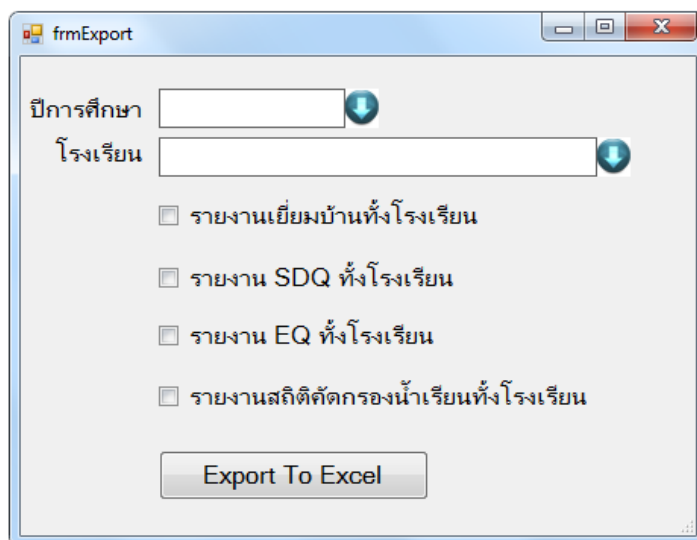 frmExport
ปีการศึกษา
โรงเรียน
รายงานเยี่ยมบ้านทั้งโรงเรียน
รายงาน SDQ ทั้งโรงเรียน
รายงาน EQ ทั้งโรงเรียน
รายงานสถิติคัดกรองน้ำเรียนทั้งโรงเรียน
Export To Excel